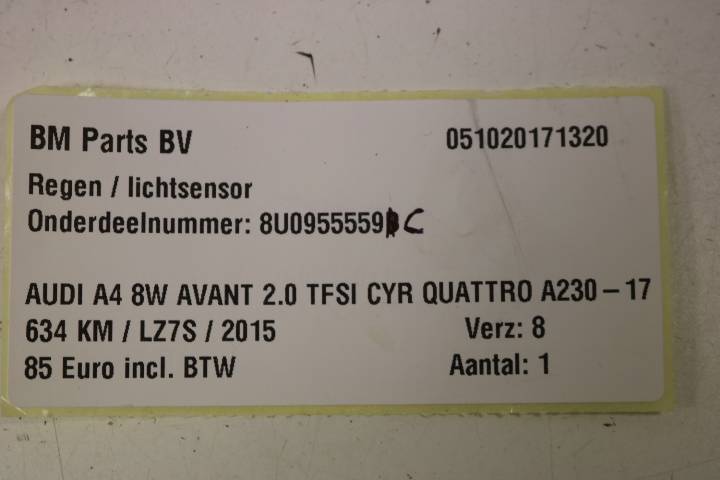 BM Parts BV 051020171320
Regen / lichtsensor
Onderdeelnummer: 8U0955559 C
AUDI A4 8W AVANT 2.0 TFSI CYR QUATTRO A230-17
634 KM / LZ7S / 2015 Verz: 8
85 Euro incl. BTW Aantal: 1